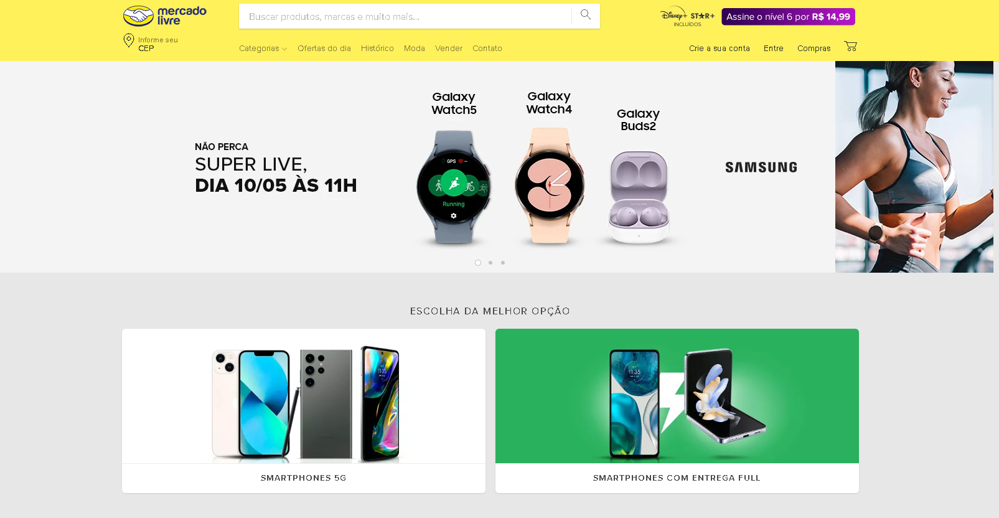 mercado
livre
Buscar produtos, marcas e muito mais...
Disney+ STAR+
INCLUÍDOS
Assine o nível 6 por R$ 14,99
Informe seu
CEP
Categorias
Ofertas do dia
Histórico
Moda
Vender
Contato
Crie a sua conta
Entre
Compras
NÃO PERCA
SUPER LIVE,
DIA 10/05 ÀS 11H
Galaxy
Watch5
Galaxy
Watch4
Galaxy
Buds2
GPS --
Running
SAMSUNG
ESCOLHA DA MELHOR OPÇÃO
11:35
11:35
SMARTPHONES 5G
SMARTPHONES COM ENTREGA FULL